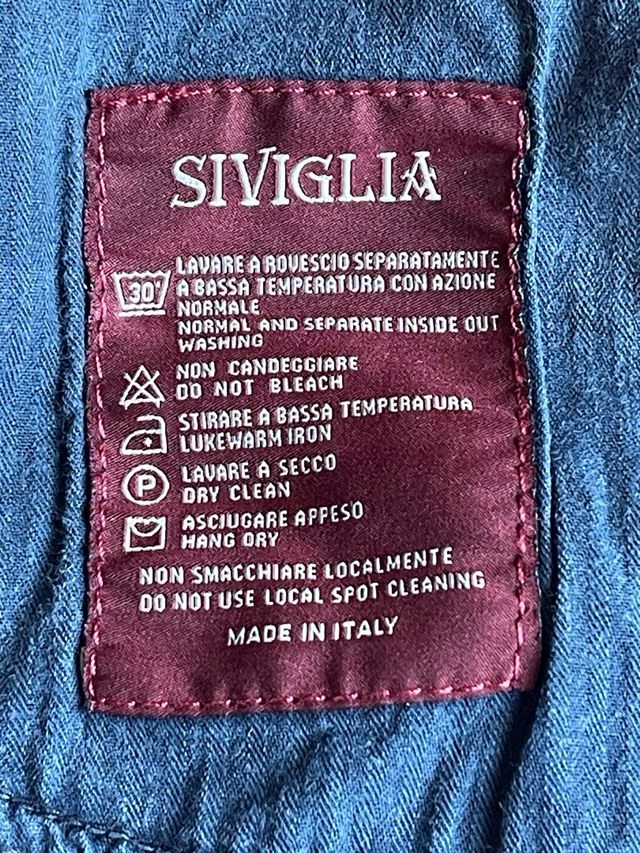 SIVIGLIA
30°
LAVARE A ROVESCIO SEPARATAMENTE
A BASSA TEMPERATURA CON AZIONE
NORMALE
NORMAL AND SEPARATE INSIDE OUT
WASHING
NON CANDEGGIARE
DO NOT BLEACH
STIRARE A BASSA TEMPERATURA
LUKEWARM IRON
P
LAVARE A SECCO
DRY CLEAN
ASCIUGARE APPESO
HANG DRY
NON SMACCHIARE LOCALMENTE
DO NOT USE LOCAL SPOT CLEANING
MADE IN ITALY